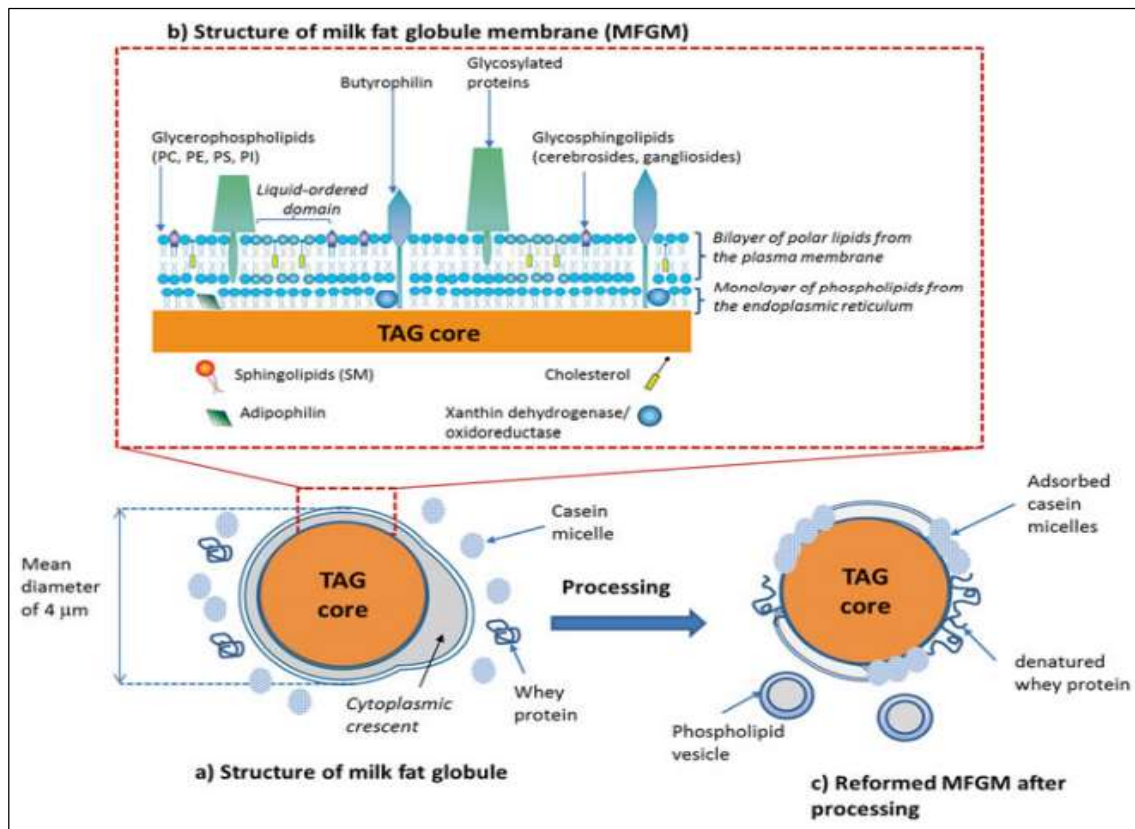 b) Structure of milk fat globule membrane (MFGM)
Glycosylated
proteins
Butyrophilin
Glycerophospholipids
(PC, PE, PS, PI)
Glycosphingolipids
(cerebrosides, gangliosides)
Liquid-ordered
domain
Bilayer of polar lipids from
the plasma membrane
Monolayer of phospholipids from
the endoplasmic reticulum
TAG core
Sphingolipids (SM)
Cholesterol
Adipophilin
Xanthin dehydrogenase/
oxidoreductase
Mean
diameter
of 4 μm
TAG
core
Casein
micelle
Whey
protein
Cytoplasmic
crescent
a) Structure of milk fat globule
Processing
Adsorbed
casein
micelles
TAG
core
denatured
whey protein
Phospholipid
vesicle
c) Reformed MFGM after
processing